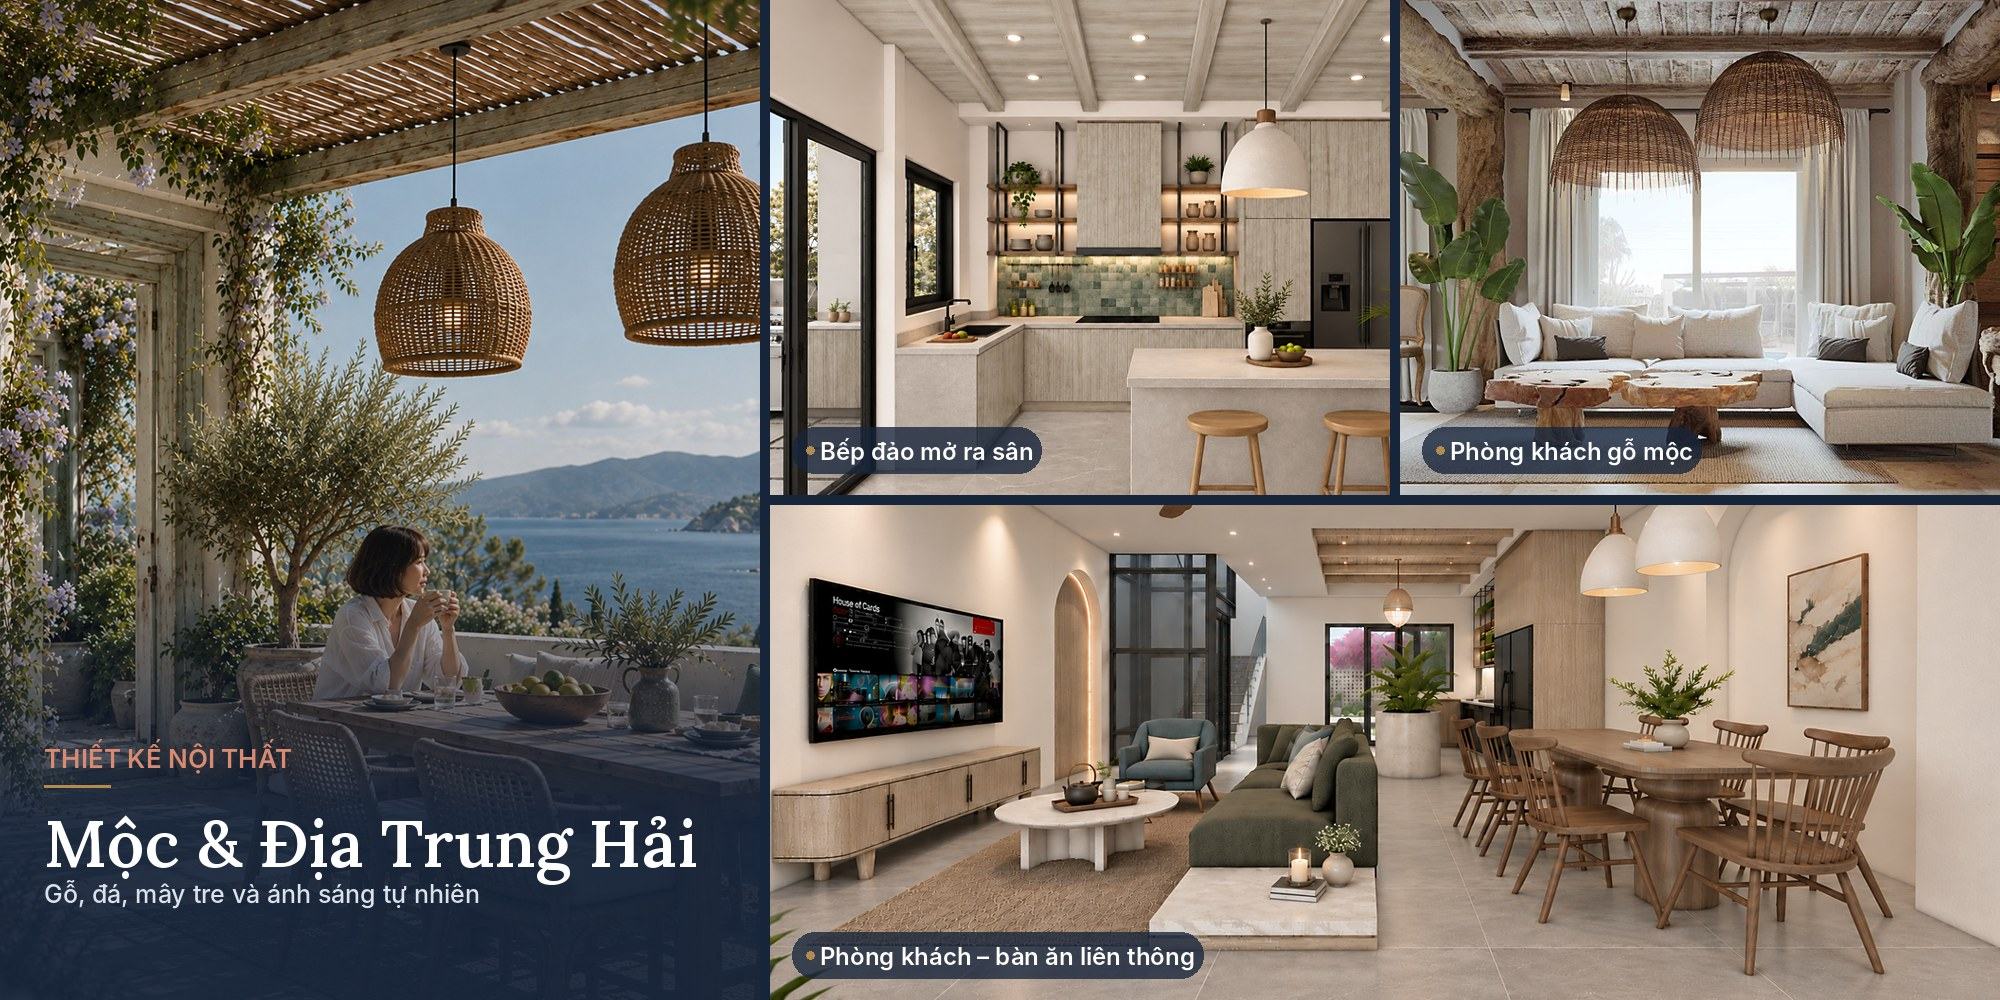 THIẾT KẾ NỘI THẤT
Mộc & Địa Trung Hải
Gỗ, đá, mây tre và ánh sáng tự nhiên
Bếp đảo mở ra sân
Phòng khách gỗ mộc
House of Cards
Phòng khách – bàn ăn liên thông